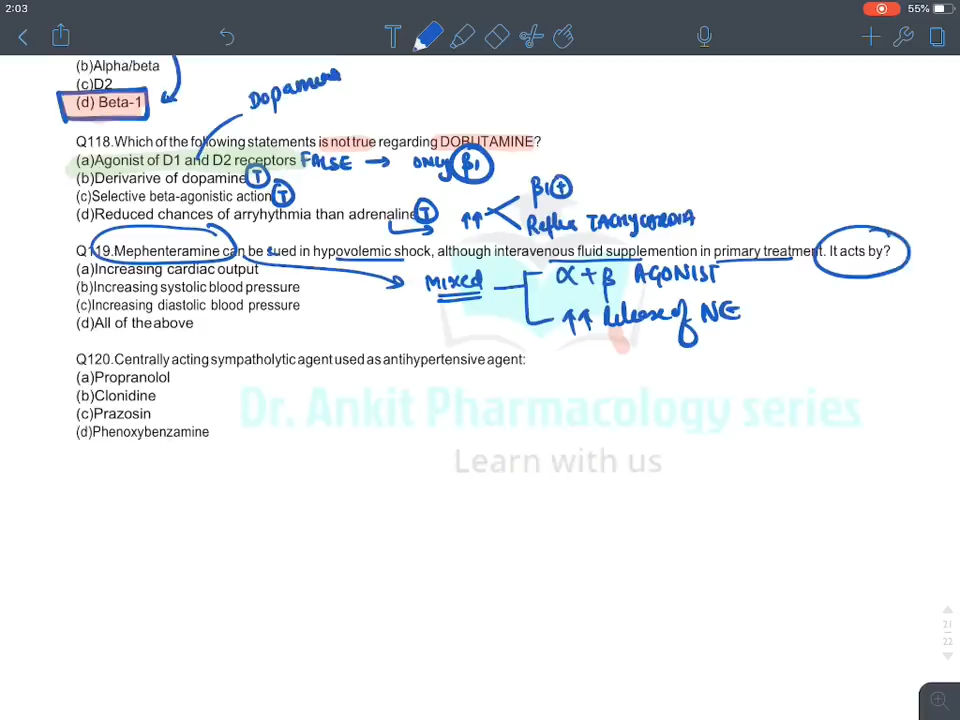 2:03
55%
T
(b)Alpha/beta
(c)D2
(d) Beta-1
Dopamine
Q118.Which of the following statements is not true regarding DOBUTAMINE?
(a)Agonist of D1 and D2 receptors FALSE → ONLY β1
(b)Derivarive of dopamine T
(c)Selective beta-agonistic action T
(d)Reduced chances of arryhythmia than adrenaline T
↑↑ β1 +
Reflex TACHYCARDIA
Q119.Mephenteramine can be sued in hypovolemic shock, although interavenous fluid supplemention in primary treatment. It acts by?
(a)Increasing cardiac output
(b)Increasing systolic blood pressure
(c)Increasing diastolic blood pressure
(d)All of the above
MIXED α + β AGONIST
↑↑ Release of NE
Q120.Centrally acting sympatholytic agent used as antihypertensive agent:
(a)Propranolol
(b)Clonidine
(c)Prazosin
(d)Phenoxybenzamine
Dr. Ankit Pharmacology series
Learn with us
21
22